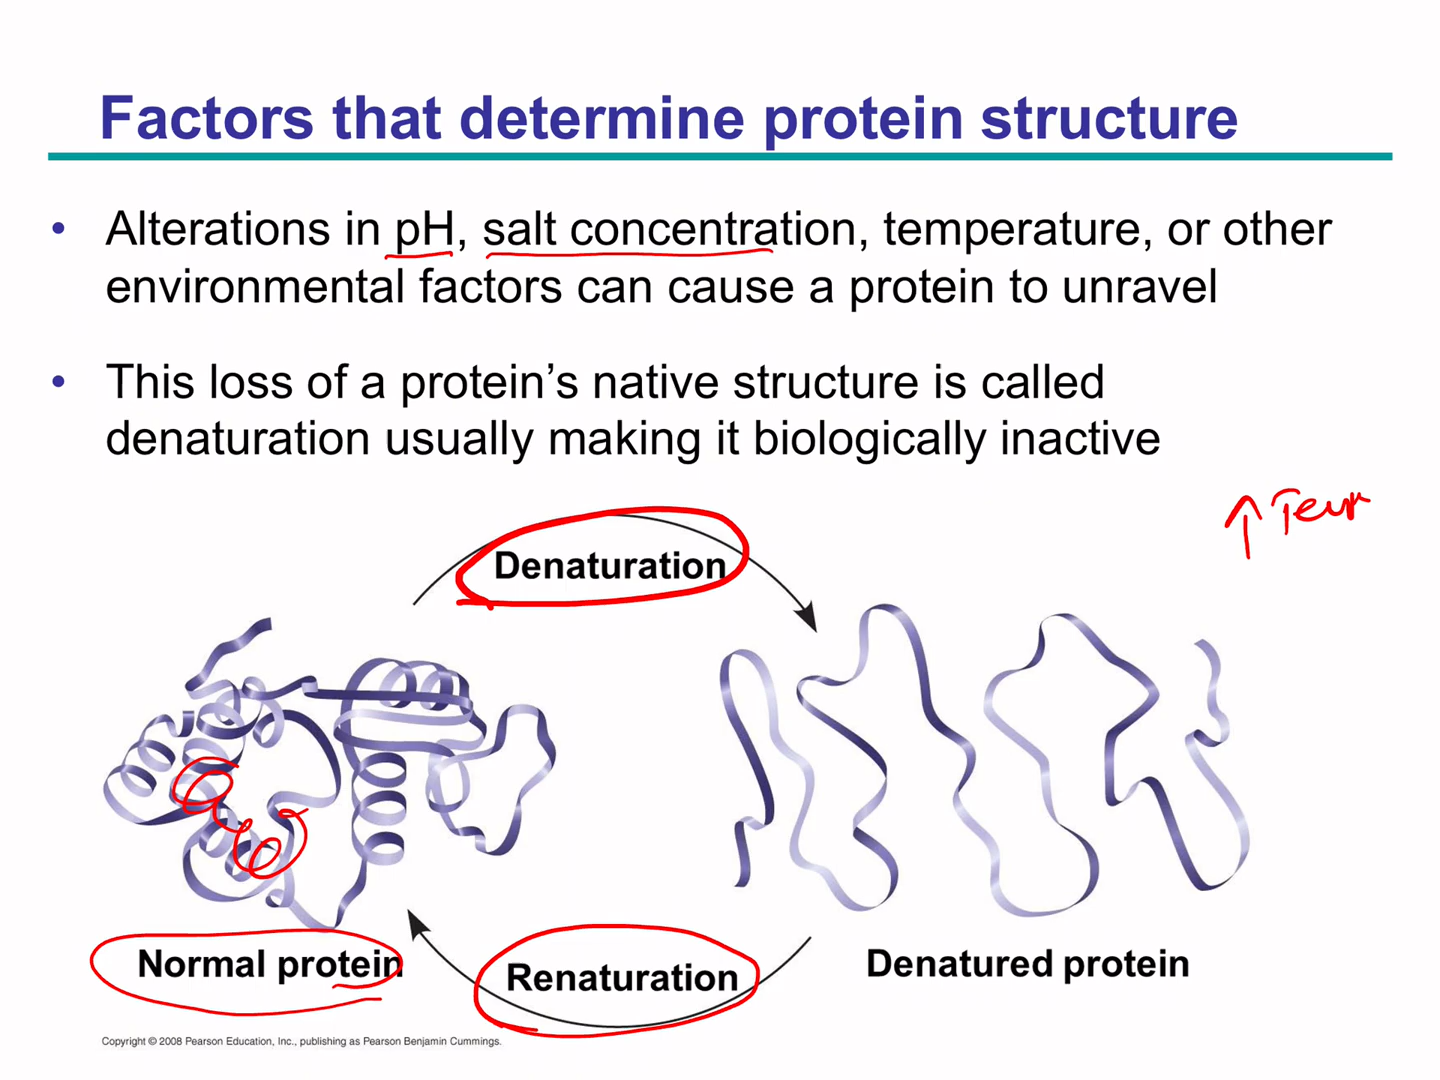 Factors that determine protein structure
• Alterations in pH, salt concentration, temperature, or other
environmental factors can cause a protein to unravel
• This loss of a protein’s native structure is called
denaturation usually making it biologically inactive
↑
Denaturation
Normal protein
Renaturation
Denatured protein
Copyright © 2008 Pearson Education, Inc., publishing as Pearson Benjamin Cummings.